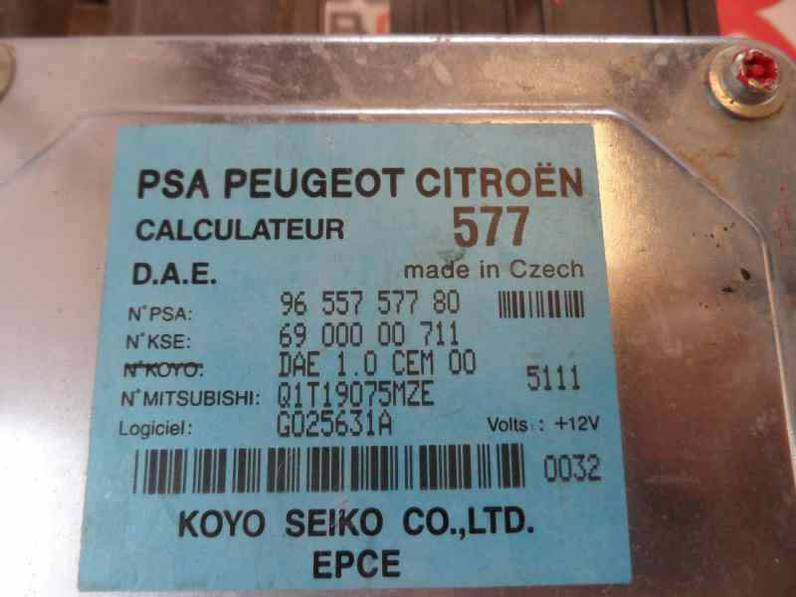 PSA PEUGEOT CITROËN
CALCULATEUR 577
D.A.E. made in Czech
N°PSA: 96 557 577 80
N°KSE: 69 000 00 711
N°KOYO: DAE 1.0 CEM 00
5111
N°MITSUBISHI: Q1T19075MZE
Logiciel: G025631A Volts : +12V
0032
KOYO SEIKO CO.,LTD.
EPCE